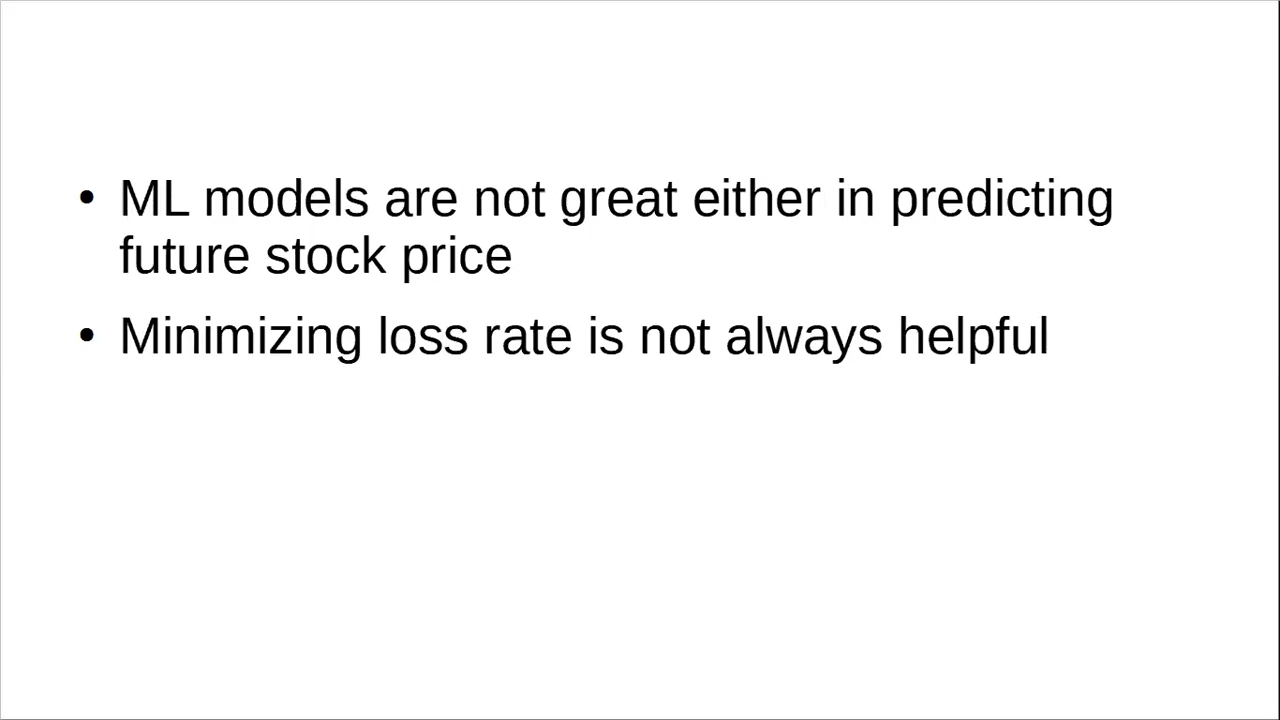 • ML models are not great either in predicting
future stock price
• Minimizing loss rate is not always helpful